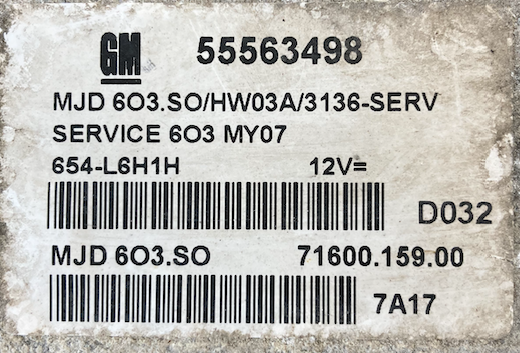 GM 55563498
MJD 6O3.SO/HW03A/3136-SERV
SERVICE 6O3 MY07
654-L6H1H 12V=
D032
MJD 6O3.SO 71600.159.00
7A17